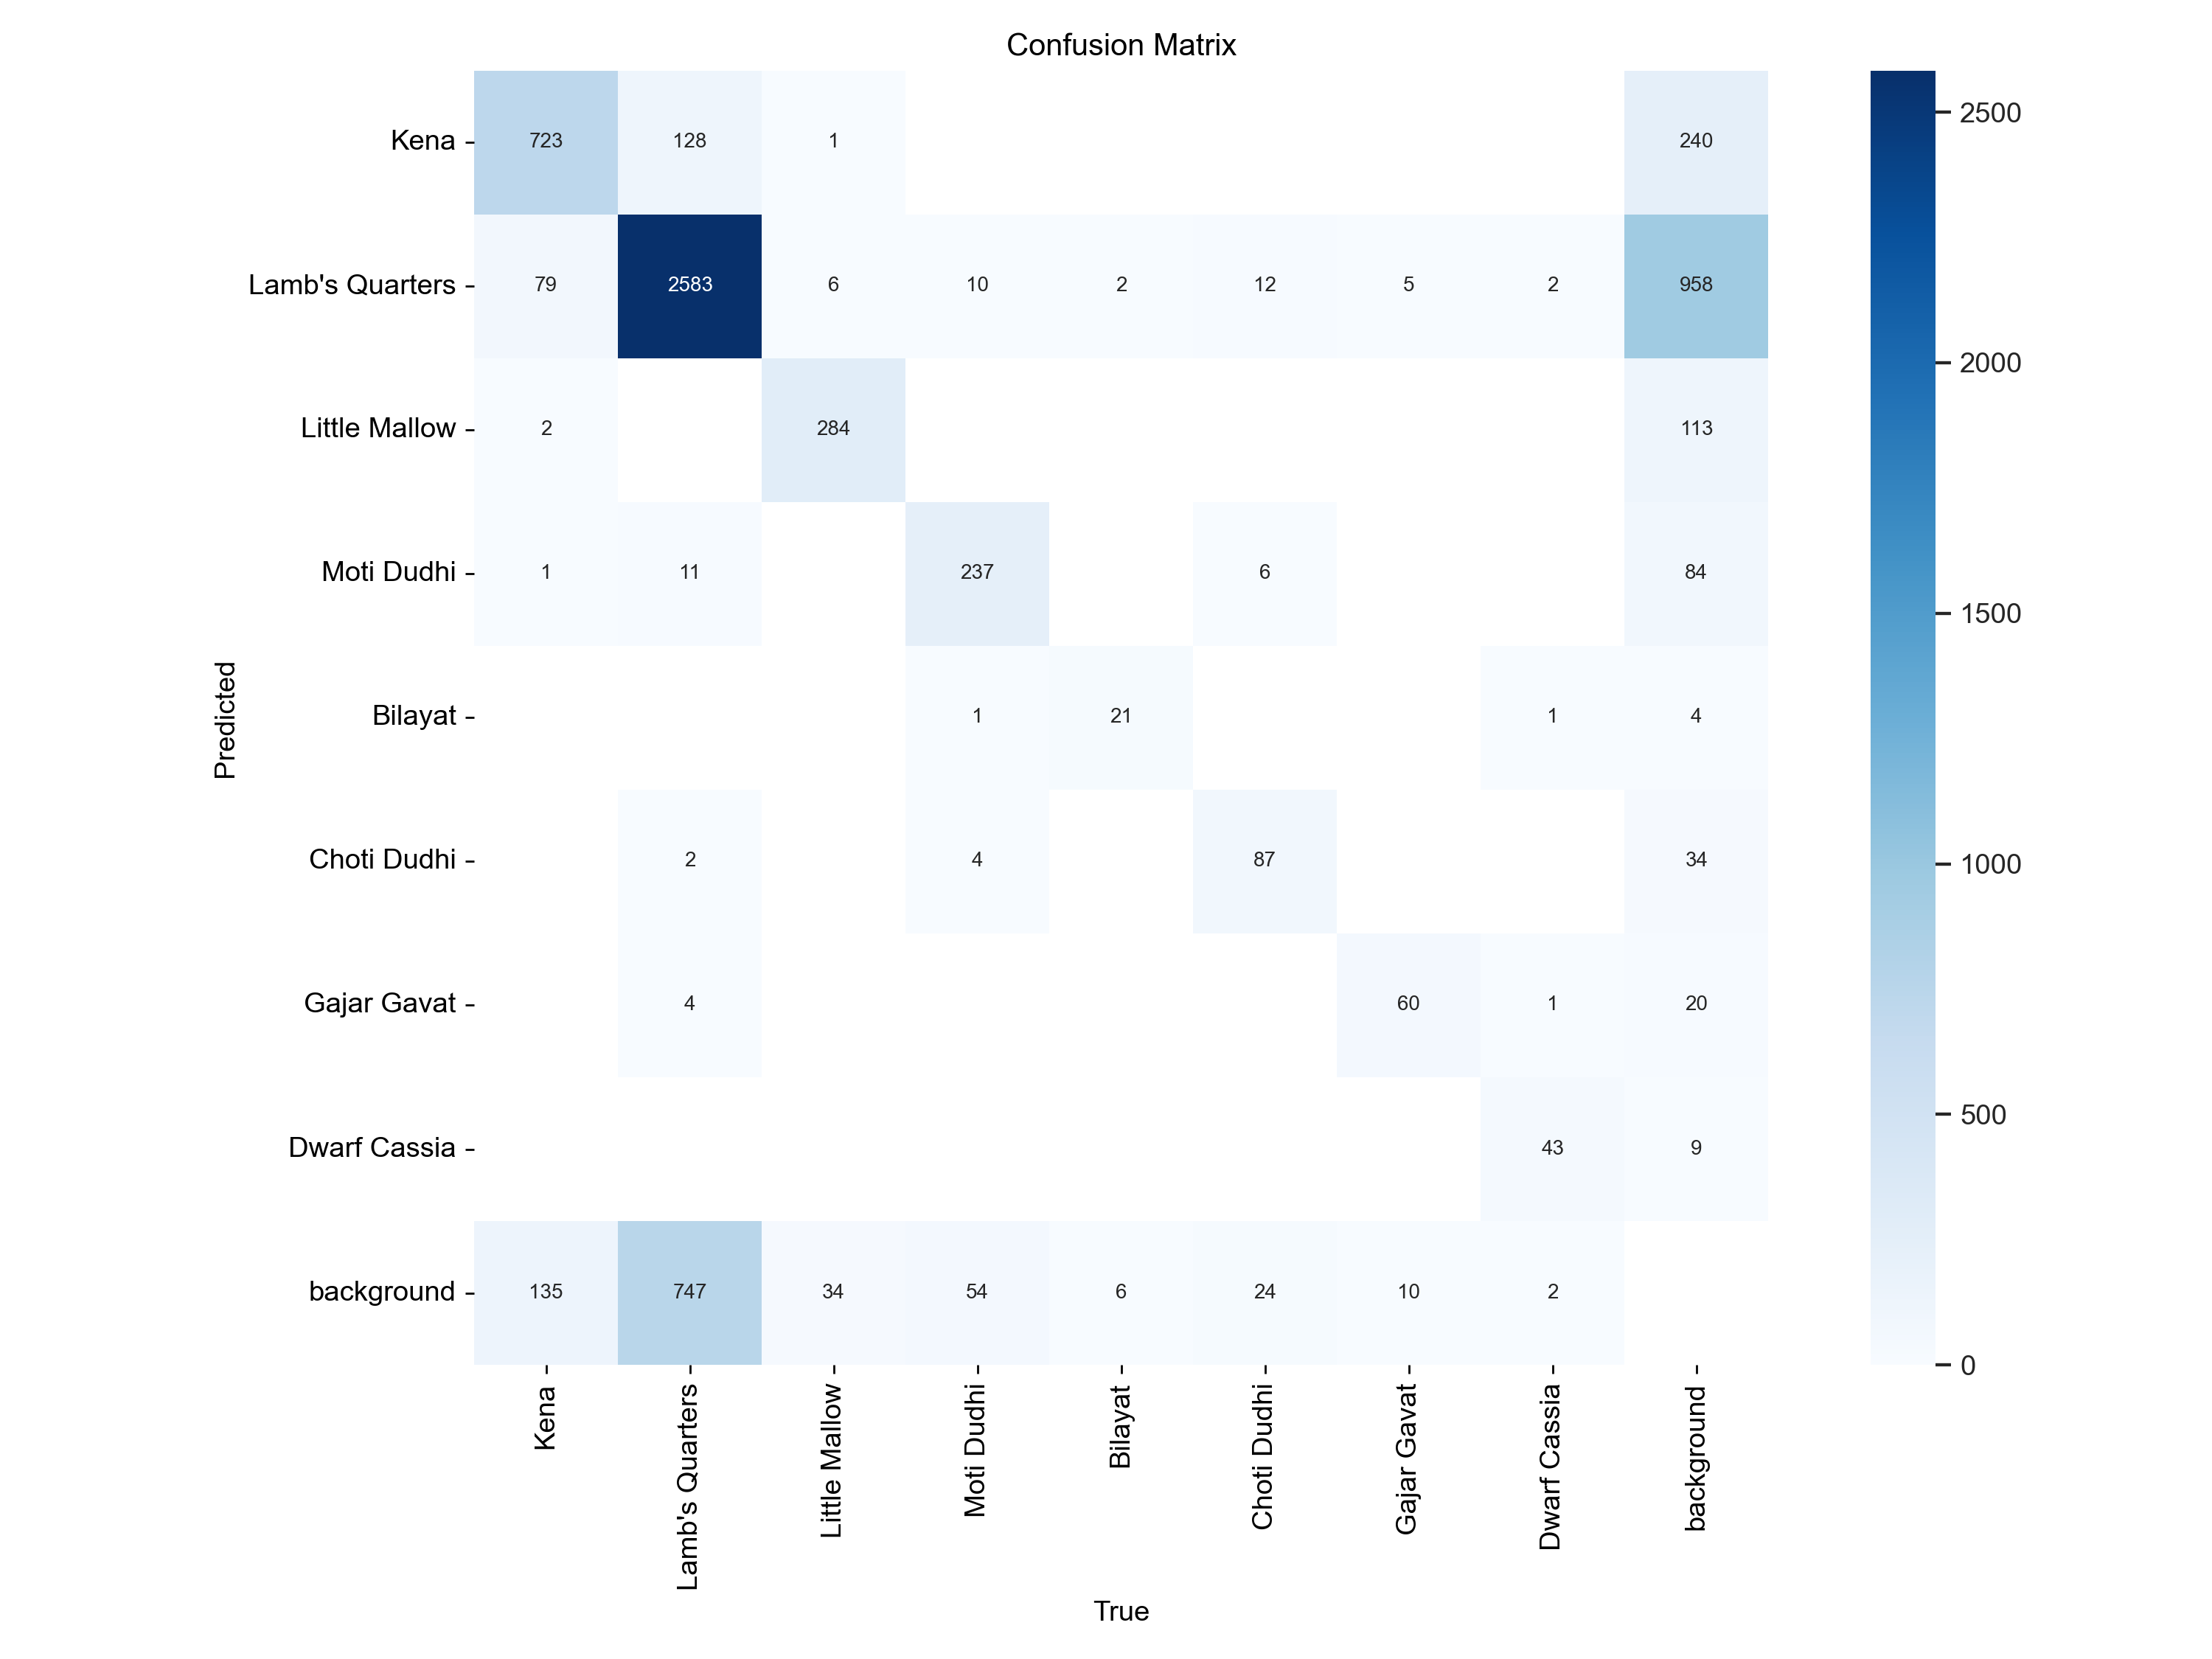 Confusion Matrix
Kena 723 128 1 240
Lamb's Quarters 79 2583 6 10 2 12 5 2 958
Little Mallow 2 284 113
Moti Dudhi 1 11 237 6 84
Bilayat 1 21 1 4
Choti Dudhi 2 4 87 34
Gajar Gavat 4 60 1 20
Dwarf Cassia 43 9
background 135 747 34 54 6 24 10 2
Predicted
Kena
Lamb's Quarters
Little Mallow
Moti Dudhi
Bilayat
Choti Dudhi
Gajar Gavat
Dwarf Cassia
background
True
2500
2000
1500
1000
500
0